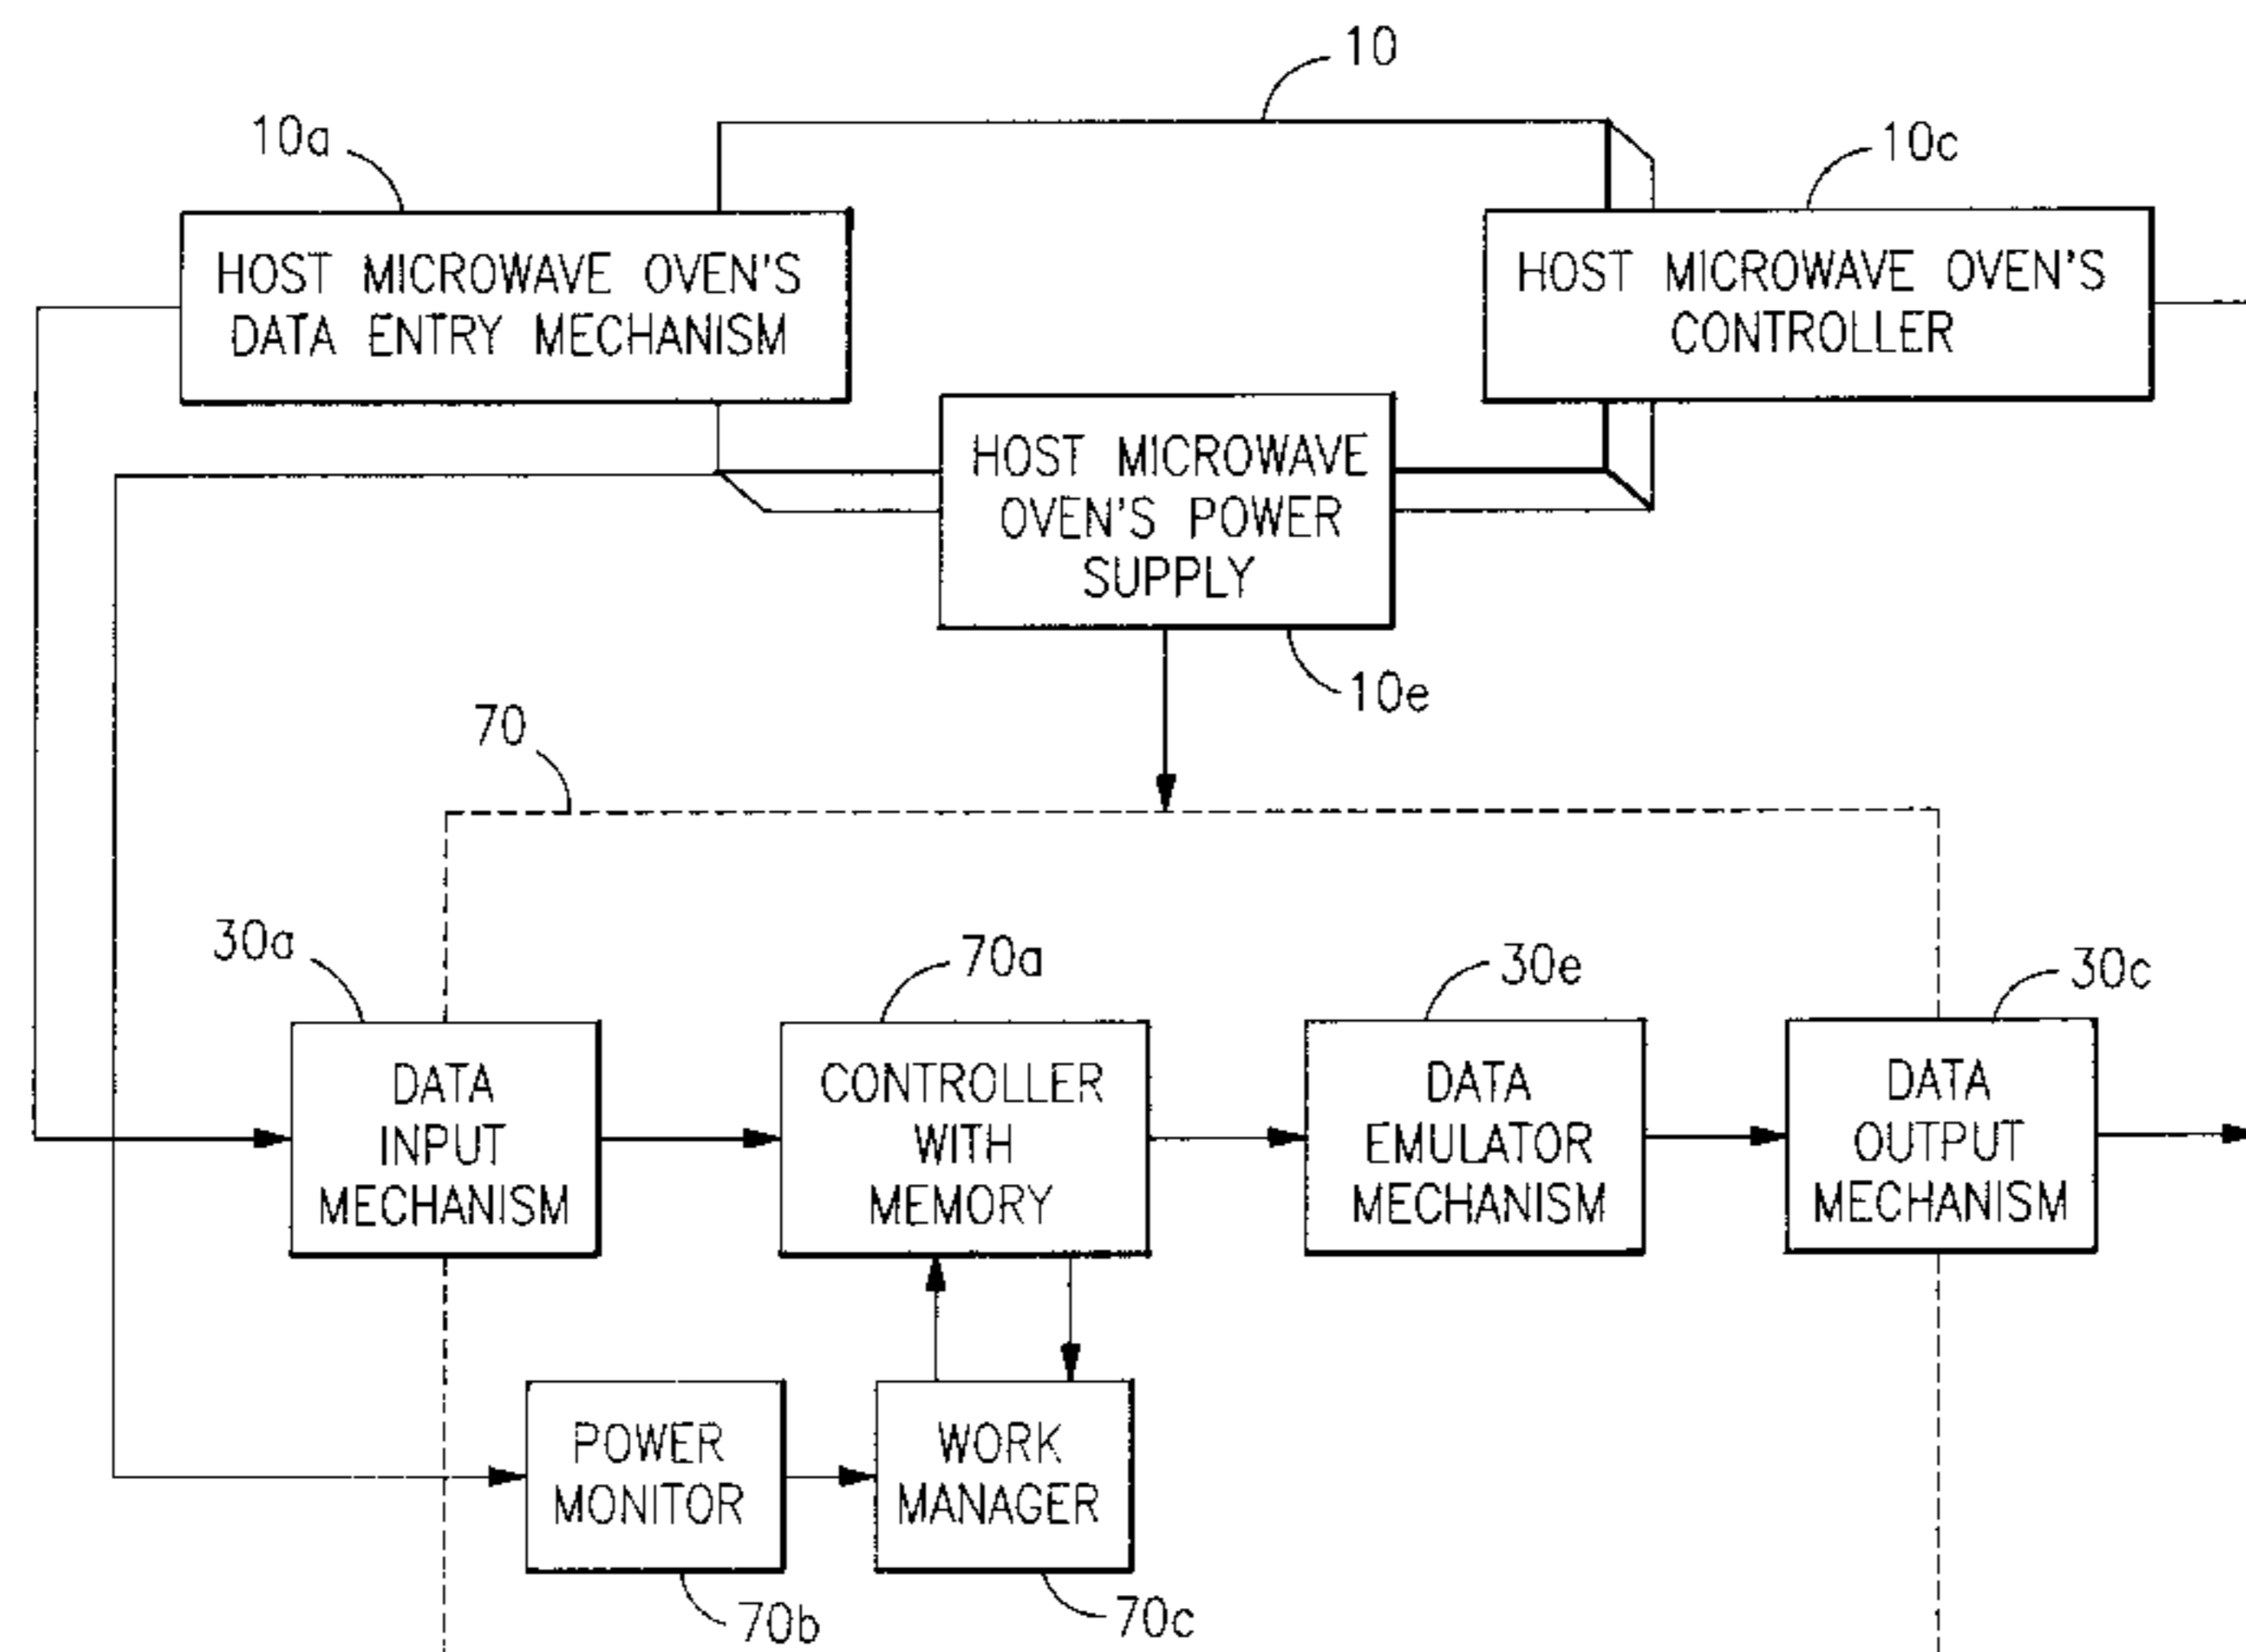 10
10a
10c
HOST MICROWAVE OVEN'S
DATA ENTRY MECHANISM
HOST MICROWAVE OVEN'S
CONTROLLER
HOST MICROWAVE
OVEN'S POWER
SUPPLY
10e
70
30a
70a
30e
30c
DATA
INPUT
MECHANISM
CONTROLLER
WITH
MEMORY
DATA
EMULATOR
MECHANISM
DATA
OUTPUT
MECHANISM
POWER
MONITOR
WORK
MANAGER
70b
70c